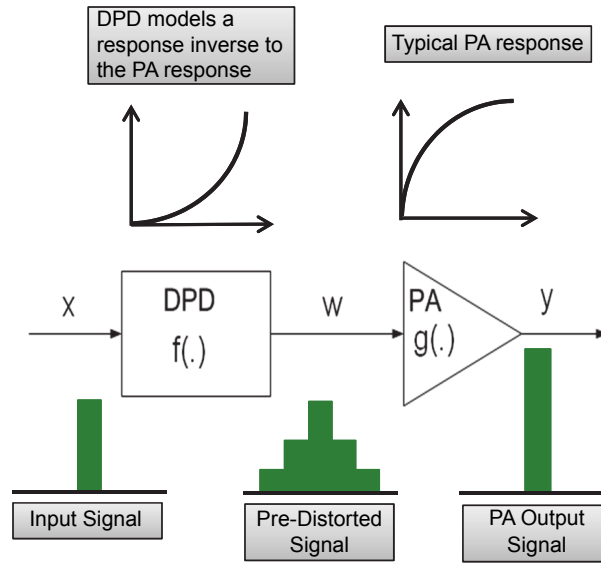 DPD models a
response inverse to
the PA response
Typical PA response
x
DPD
f(.)
w
PA
g(.)
y
Input Signal
Pre-Distorted
Signal
PA Output
Signal